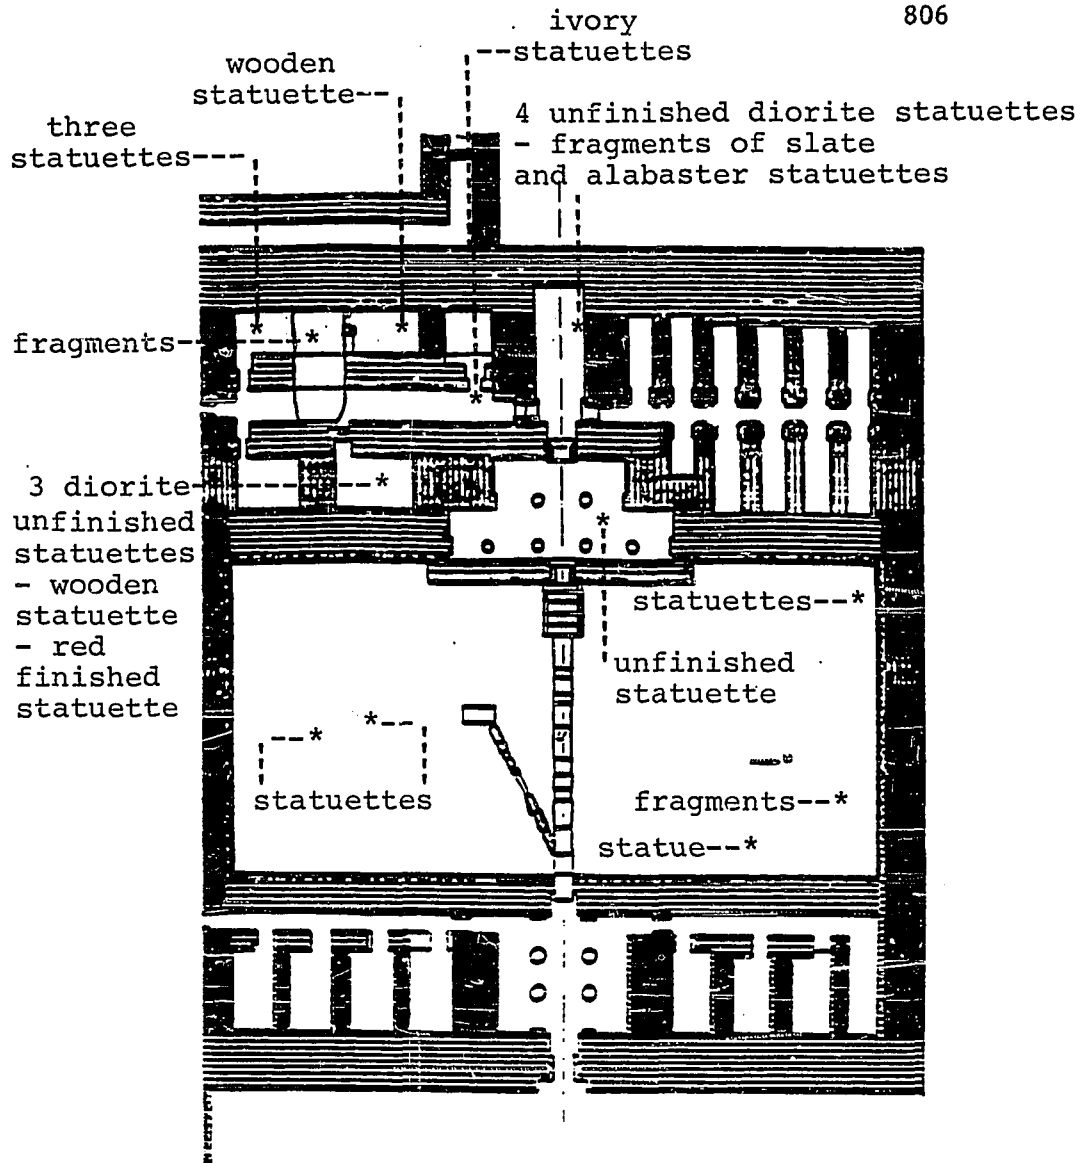 806
ivory
--statuettes
wooden
statuette--
4 unfinished diorite statuettes
- fragments of slate
and alabaster statuettes
three
statuettes---
fragments
3 diorite
unfinished
statuettes
- wooden
statuette
- red
finished
statuette
statuettes--*
unfinished
statuette
statuettes
fragments--*
statue--*